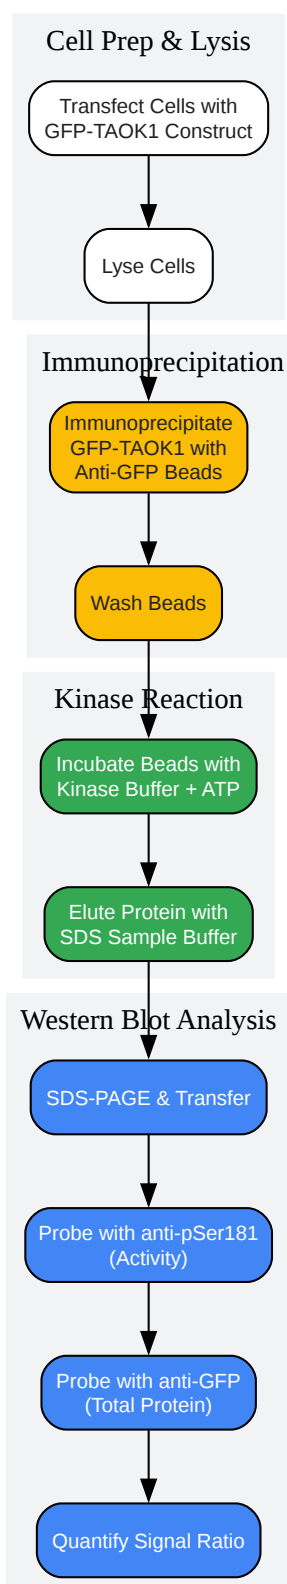 Cell Prep & Lysis
Transfect Cells with
GFP-TAOK1 Construct
Lyse Cells
Immunoprecipitation
Immunoprecipitate
GFP-TAOK1 with
Anti-GFP Beads
Wash Beads
Kinase Reaction
Incubate Beads with
Kinase Buffer + ATP
Elute Protein with
SDS Sample Buffer
Western Blot Analysis
SDS-PAGE & Transfer
Probe with anti-pSer181
(Activity)
Probe with anti-GFP
(Total Protein)
Quantify Signal Ratio